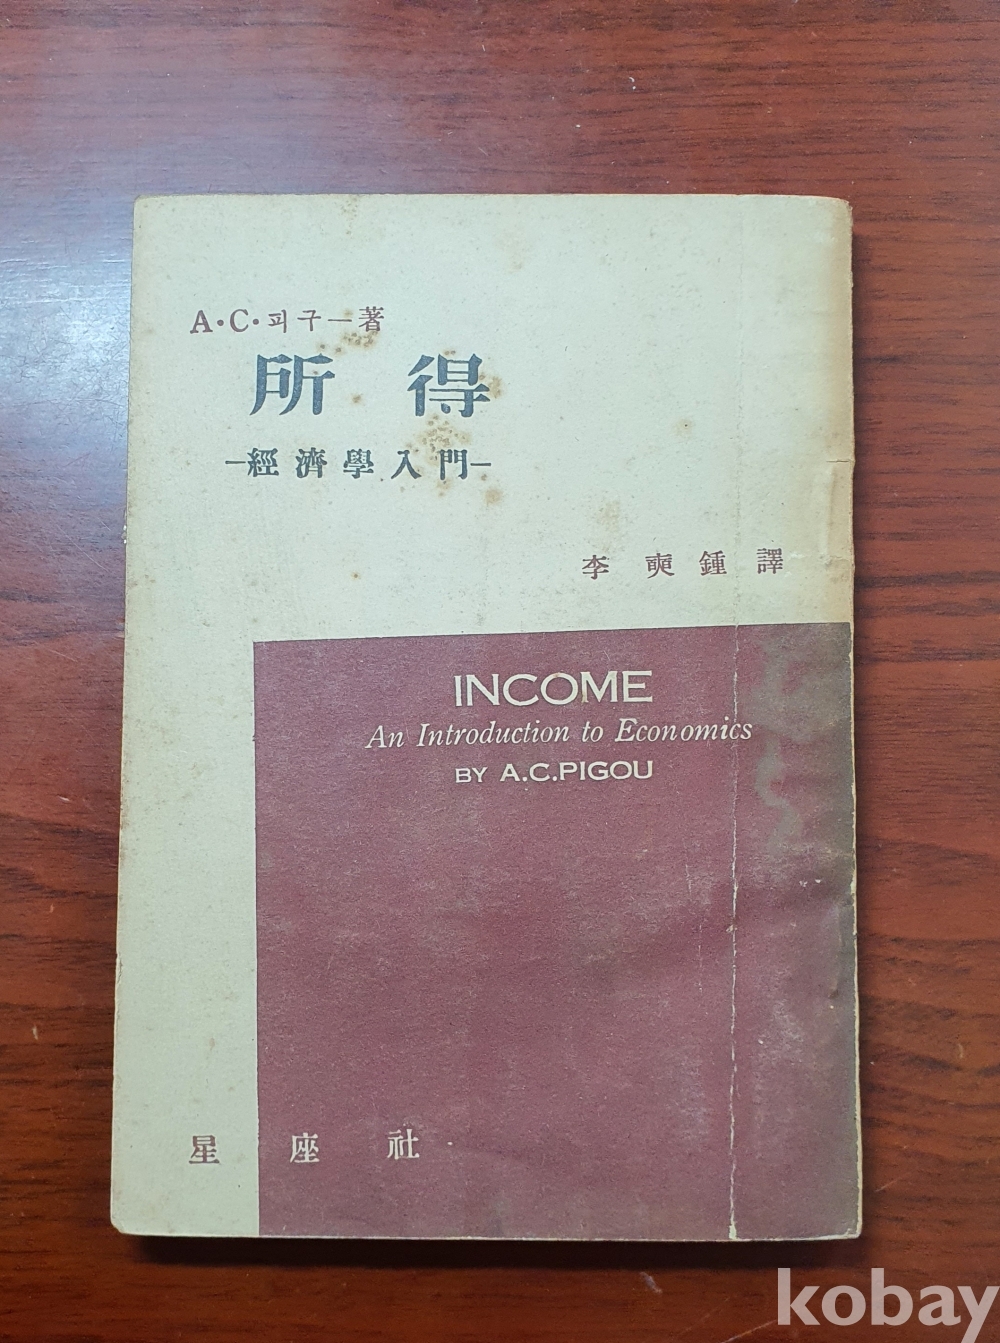 A·C·피구—著
所得
—經濟學入門—
李奭鍾譯
INCOME
An Introduction to Economics
BY A.C.PIGOU
星座社
kobay